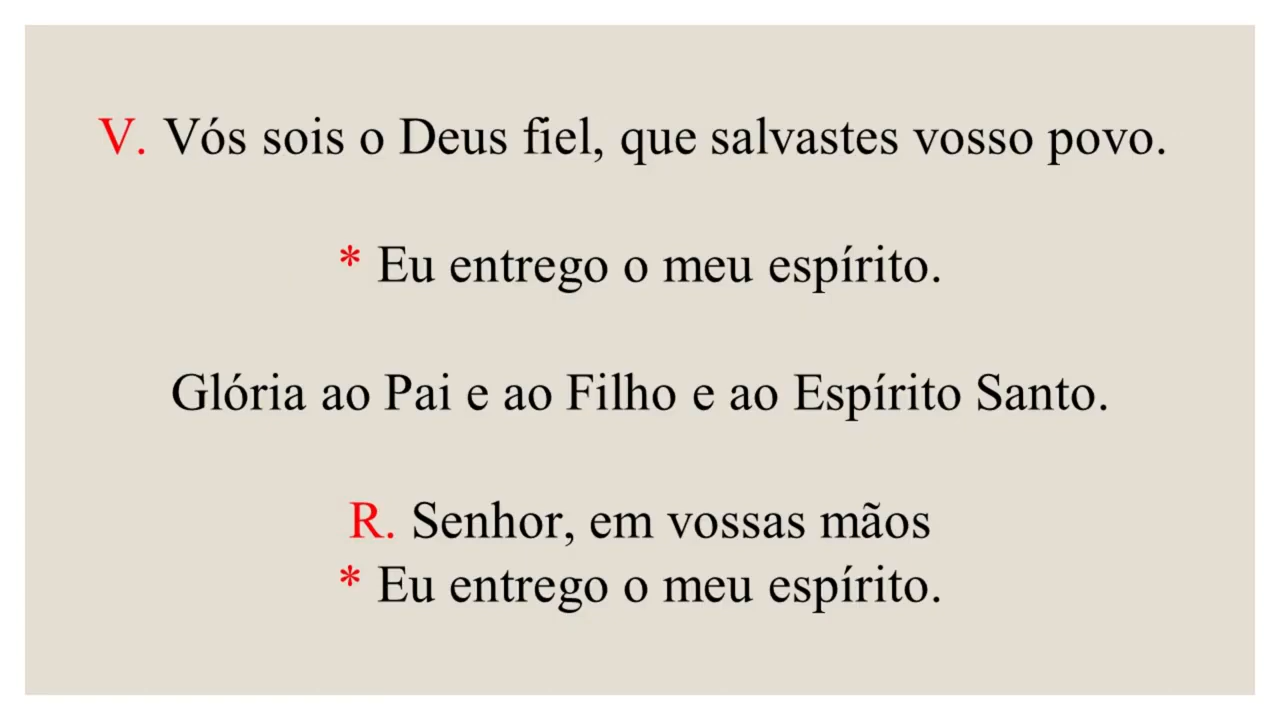 V. Vós sois o Deus fiel, que salvastes vosso povo.
* Eu entrego o meu espírito.
Glória ao Pai e ao Filho e ao Espírito Santo.
R. Senhor, em vossas mãos
* Eu entrego o meu espírito.